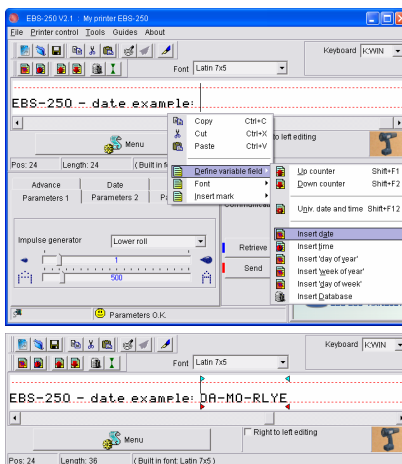 EBS-250 V2.1 : My printer EBS-250
File Printer control Tools Guides About
Keyboard K:WIN
Font Latin 7x5
EBS-250 - date example:
Copy Ctrl+C
Cut Ctrl+X
Paste Ctrl+V
Define variable field
Font
Insert mark
Menu
to left editing
Pos: 24 Length: 24 (Built in f
Up counter Shift+F1
Down counter Shift+F2
Univ. date and time Shift+F12
Insert date
Insert time
Insert 'day of year'
Insert 'week of year'
Insert 'day of week'
Insert Database
Advance Date
Parameters 1 Parameters 2
Impulse generator Lower roll
1
500
Retrieve
Send
Parameters O.K.
Keyboard K:WIN
Font Latin 7x5
EBS-250 - date example: DA-MO-RLYE
Menu
Right to left editing
Pos: 24 Length: 36 (Built in font: Latin 7x5)